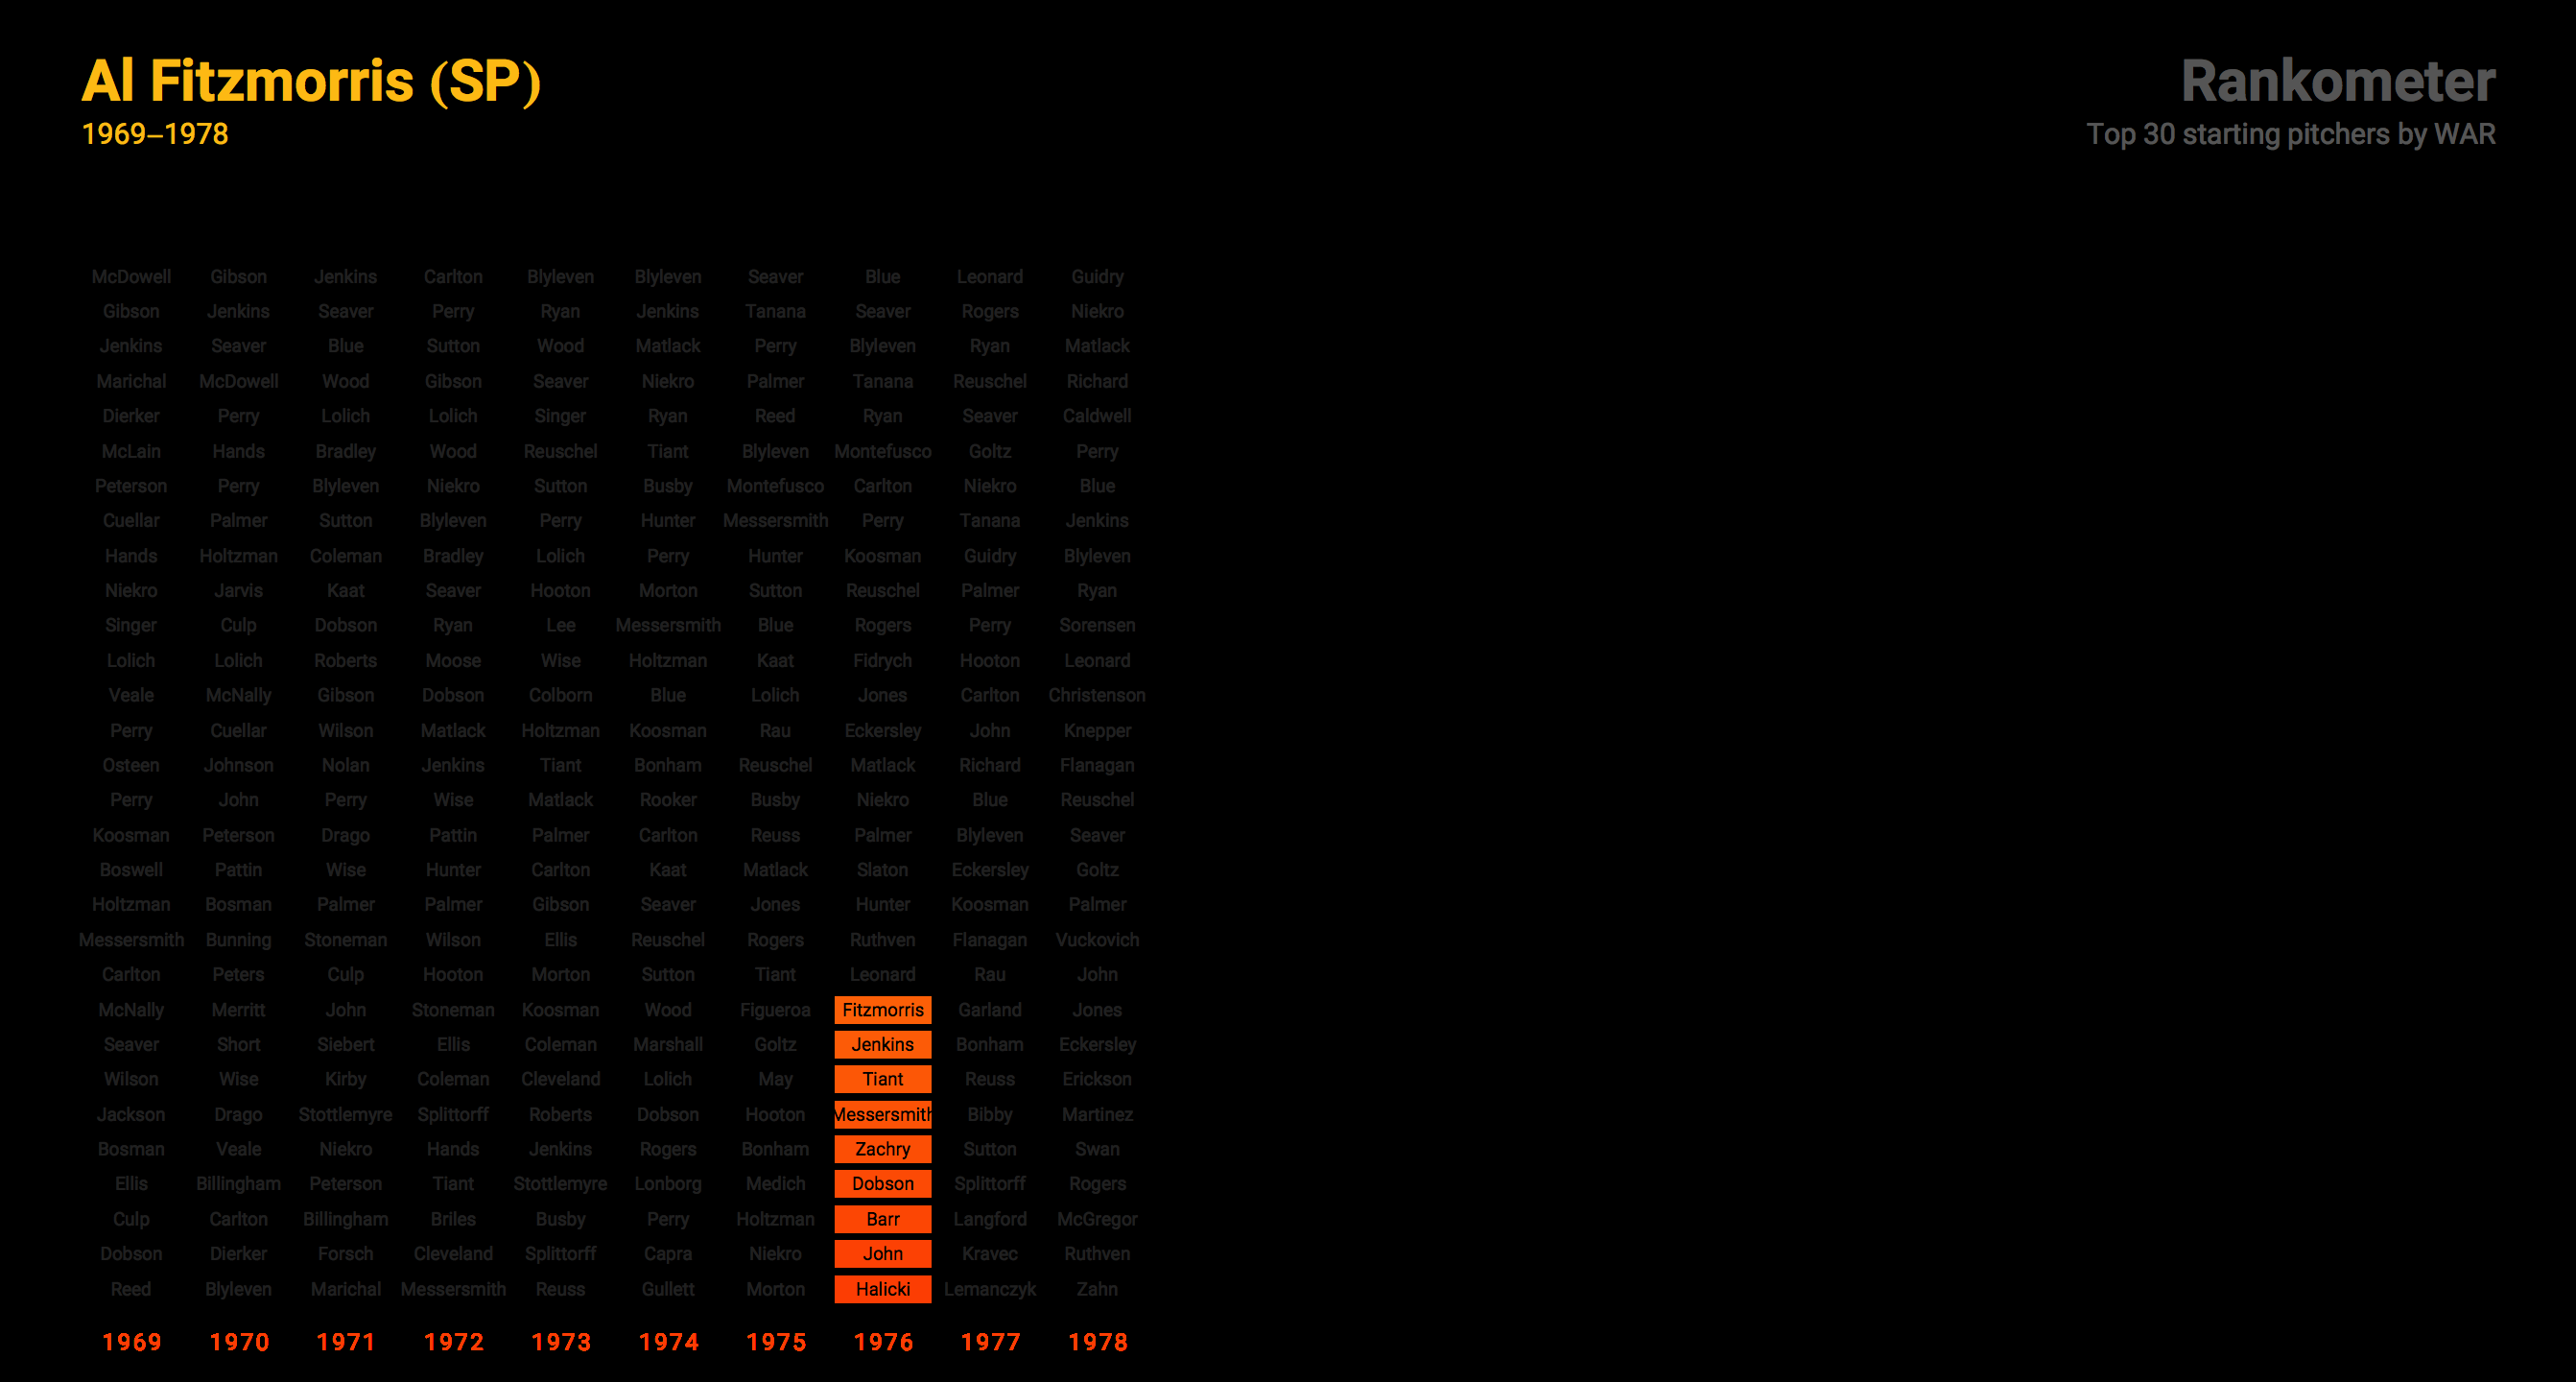 Al Fitzmorris (SP)
1969–1978
Rankometer
Top 30 starting pitchers by WAR
McDowell Gibson Jenkins Carlton Blyleven Blyleven Seaver Blue Leonard Guidry
Gibson Jenkins Seaver Perry Ryan Jenkins Tanana Seaver Rogers Niekro
Jenkins Seaver Blue Sutton Wood Matlack Perry Blyleven Ryan Matlack
Marichal McDowell Wood Gibson Seaver Niekro Palmer Tanana Reuschel Richard
Dierker Perry Lolich Lolich Singer Ryan Reed Ryan Seaver Caldwell
McLain Hands Bradley Wood Reuschel Tiant Blyleven Montefusco Goltz Perry
Peterson Perry Blyleven Niekro Sutton Busby Montefusco Carlton Niekro Blue
Cuellar Palmer Sutton Blyleven Perry Hunter Messersmith Perry Tanana Jenkins
Hands Holtzman Coleman Bradley Lolich Perry Hunter Koosman Guidry Blyleven
Niekro Jarvis Kaat Seaver Hooton Morton Sutton Reuschel Palmer Ryan
Singer Culp Dobson Ryan Lee Messersmith Blue Rogers Perry Sorensen
Lolich Lolich Roberts Moose Wise Holtzman Kaat Fidrych Hooton Leonard
Veale McNally Gibson Dobson Colborn Blue Lolich Jones Carlton Christenson
Perry Cuellar Wilson Matlack Holtzman Koosman Rau Eckersley John Knepper
Osteen Johnson Nolan Jenkins Tiant Bonham Reuschel Matlack Richard Flanagan
Perry John Perry Wise Matlack Rooker Busby Niekro Blue Reuschel
Koosman Peterson Drago Pattin Palmer Carlton Reuss Palmer Blyleven Seaver
Boswell Pattin Wise Hunter Carlton Kaat Matlack Slaton Eckersley Goltz
Holtzman Bosman Palmer Palmer Gibson Seaver Jones Hunter Koosman Palmer
Messersmith Bunning Stoneman Wilson Ellis Reuschel Rogers Ruthven Flanagan Vuckovich
Carlton Peters Culp Hooton Morton Sutton Tiant Leonard Rau John
McNally Merritt John Stoneman Koosman Wood Figueroa Fitzmorris Garland Jones
Seaver Short Siebert Ellis Coleman Marshall Goltz Jenkins Bonham Eckersley
Wilson Wise Kirby Coleman Cleveland Lolich May Tiant Reuss Erickson
Jackson Drago Stottlemyre Splittorff Roberts Dobson Hooton Messersmith Bibby Martinez
Bosman Veale Niekro Hands Jenkins Rogers Bonham Zachry Sutton Swan
Ellis Billingham Peterson Tiant Stottlemyre Lonborg Medich Dobson Splittorff Rogers
Culp Carlton Billingham Briles Busby Perry Holtzman Barr Langford McGregor
Dobson Dierker Forsch Cleveland Splittorff Capra Niekro John Kravec Ruthven
Reed Blyleven Marichal Messersmith Reuss Gullett Morton Halicki Lemanczyk Zahn
1969 1970 1971 1972 1973 1974 1975 1976 1977 1978